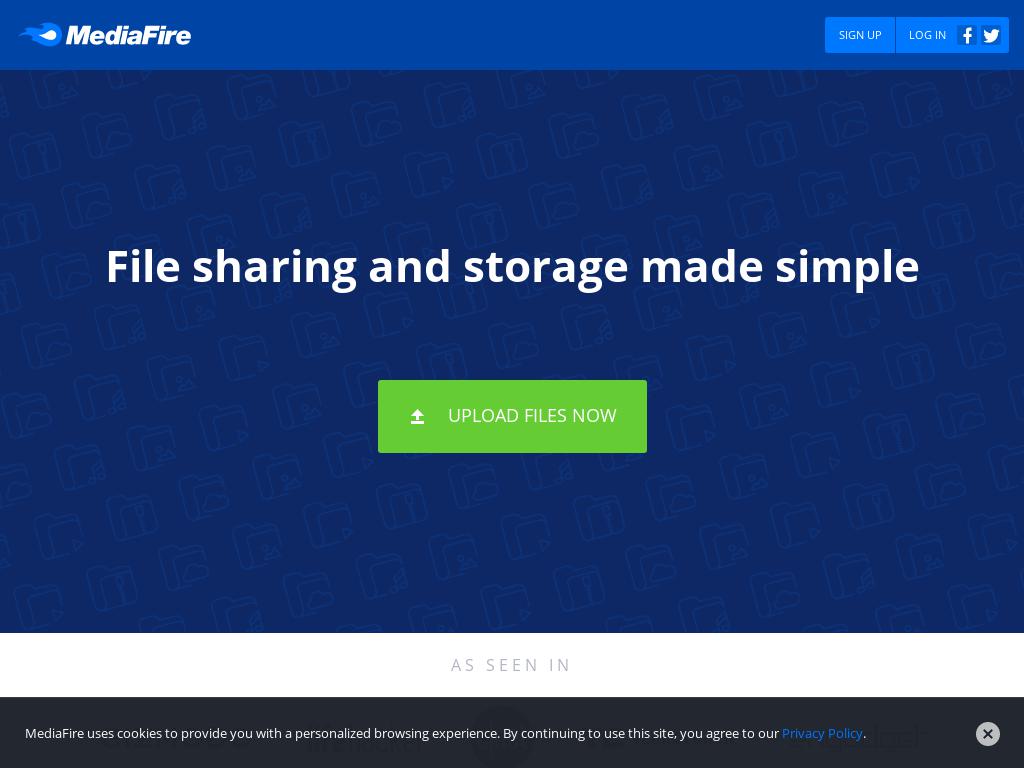 MediaFire
SIGN UP
LOG IN
File sharing and storage made simple
UPLOAD FILES NOW
AS SEEN IN
MediaFire uses cookies to provide you with a personalized browsing experience. By continuing to use this site, you agree to our Privacy Policy.